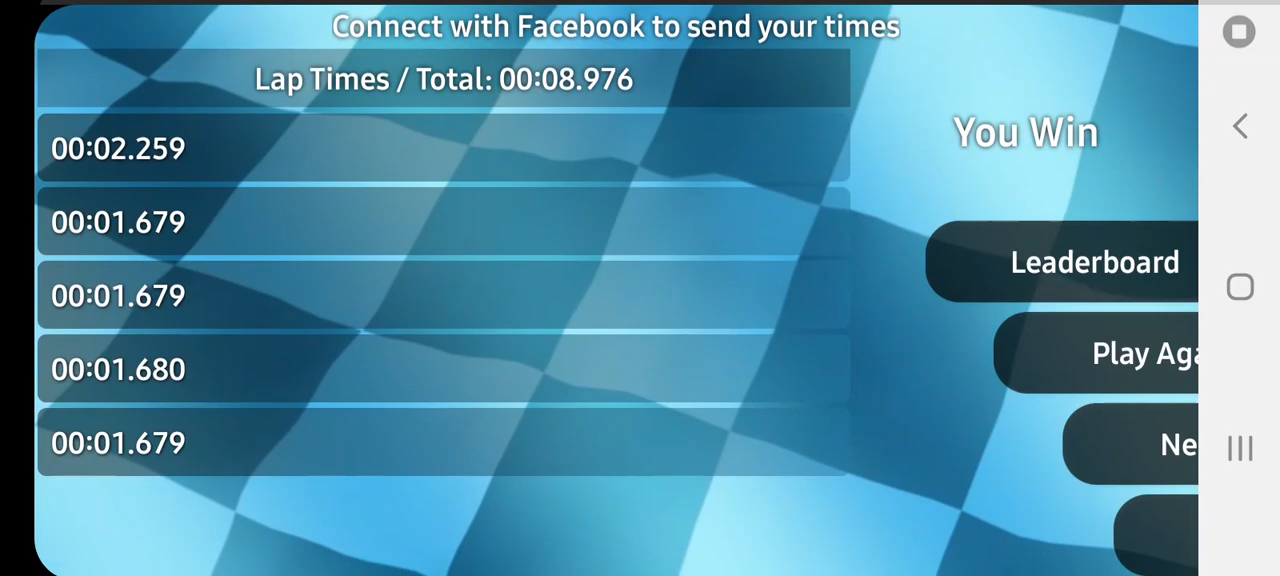 Connect with Facebook to send your times
Lap Times / Total: 00:08.976
00:02.259
00:01.679
00:01.679
00:01.680
00:01.679
You Win
Leaderboard
Play Aga
Ne